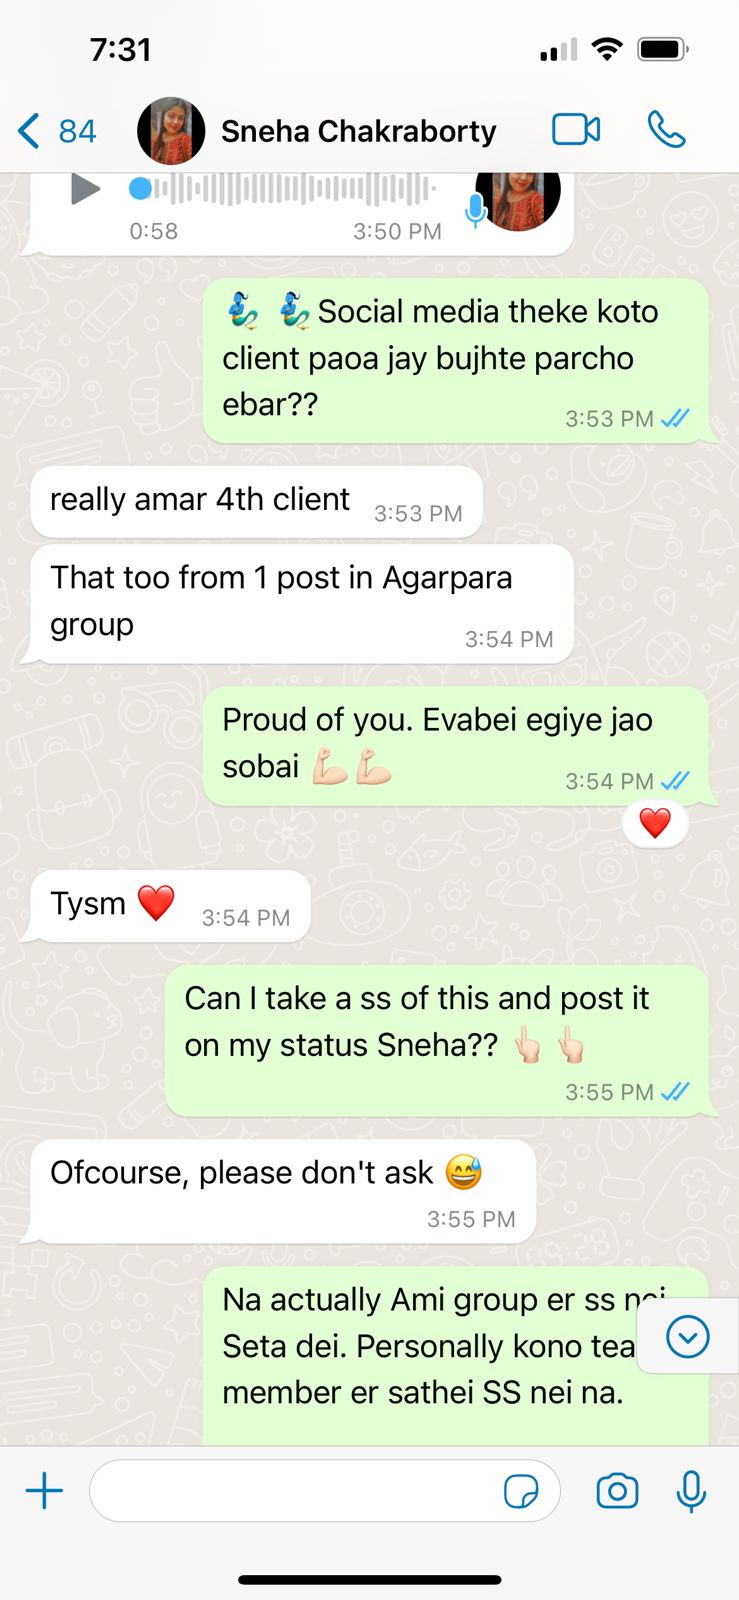 7:31
84 Sneha Chakraborty
0:58 3:50 PM
🧞‍♂️ 🧞‍♂️ Social media theke koto
client paoa jay bujhte parcho
ebar??
3:53 PM
really amar 4th client 3:53 PM
That too from 1 post in Agarpara
group
3:54 PM
Proud of you. Evabei egiye jao
sobai 💪🏻💪🏻
3:54 PM
❤️
Tysm ❤️ 3:54 PM
Can I take a ss of this and post it
on my status Sneha?? 👆🏻 👆🏻
3:55 PM
Ofcourse, please don't ask 😅
3:55 PM
Na actually Ami group er ss nei
Seta dei. Personally kono
member er sathei SS nei na.